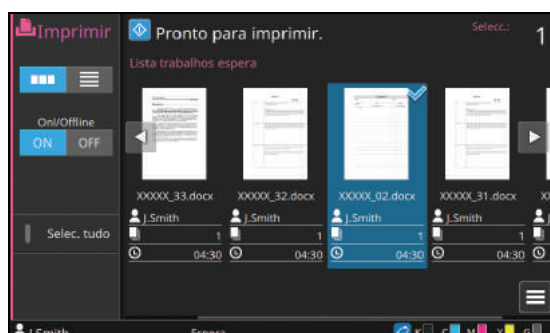 Imprimir
Pronto para imprimir.
Selecc.:
1
Lista trabalhos espera
Onl/Offline
ON OFF
Selec. tudo
XXXXX_33.docx XXXXX_32.docx XXXXX_02.docx XXXXX_31.docx
J.Smith J.Smith J.Smith J.Smith
1 1 1 1
04:30 04:30 04:30 04:30
J.Smith Espera K C M Y G